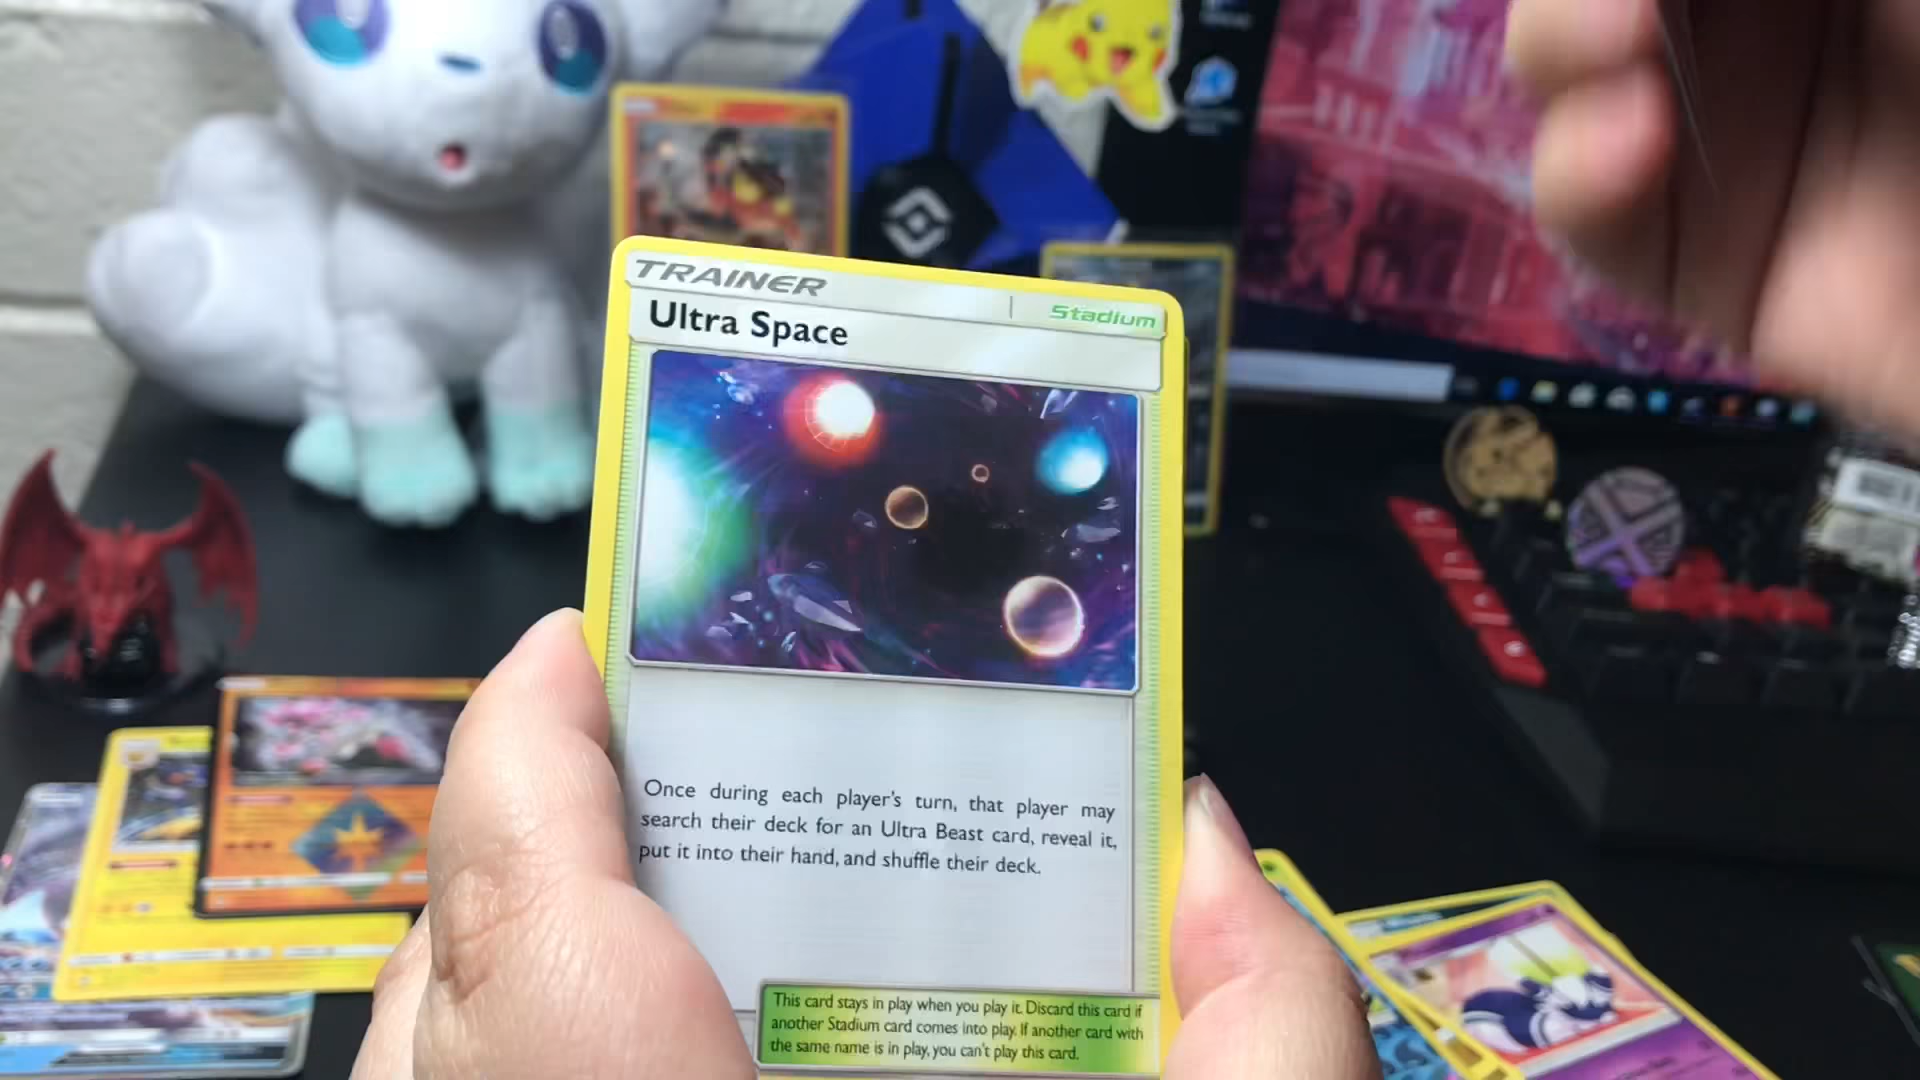 TRAINER
Stadium
Ultra Space
Once during each player's turn, that player may
search their deck for an Ultra Beast card, reveal it,
put it into their hand, and shuffle their deck.
This card stays in play when you play it. Discard this card if
another Stadium card comes into play. If another card with
the same name is in play, you can't play this card.